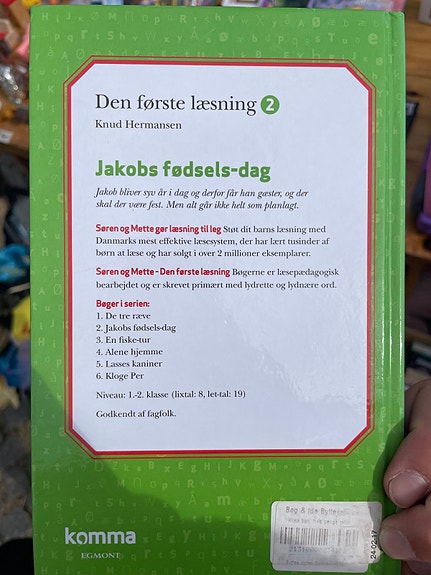 Den første læsning 2
Knud Hermansen
Jakobs fødsels-dag
Jakob bliver syv år i dag og derfor får han gæster, og der
skal der være fest. Men alt går ikke helt som planlagt.
Søren og Mette gør læsning til leg Støt dit barns læsning med
Danmarks mest effektive læsesystem, der har lært tusinder af
børn at læse og har solgt i over 2 millioner eksemplarer.
Søren og Mette - Den første læsning Bøgerne er læsepædagogisk
bearbejdet og er skrevet primært med lydrette og lydnære ord.
Bøger i serien:
1. De tre ræve
2. Jakobs fødsels-dag
3. En fiske-tur
4. Alene hjemme
5. Lasses kaniner
6. Kloge Per
Niveau: 1.-2. klasse (lixtal: 8, let-tal: 19)
Godkendt af fagfolk.
komma
EGMONT
Bog & Ide
24-02-17